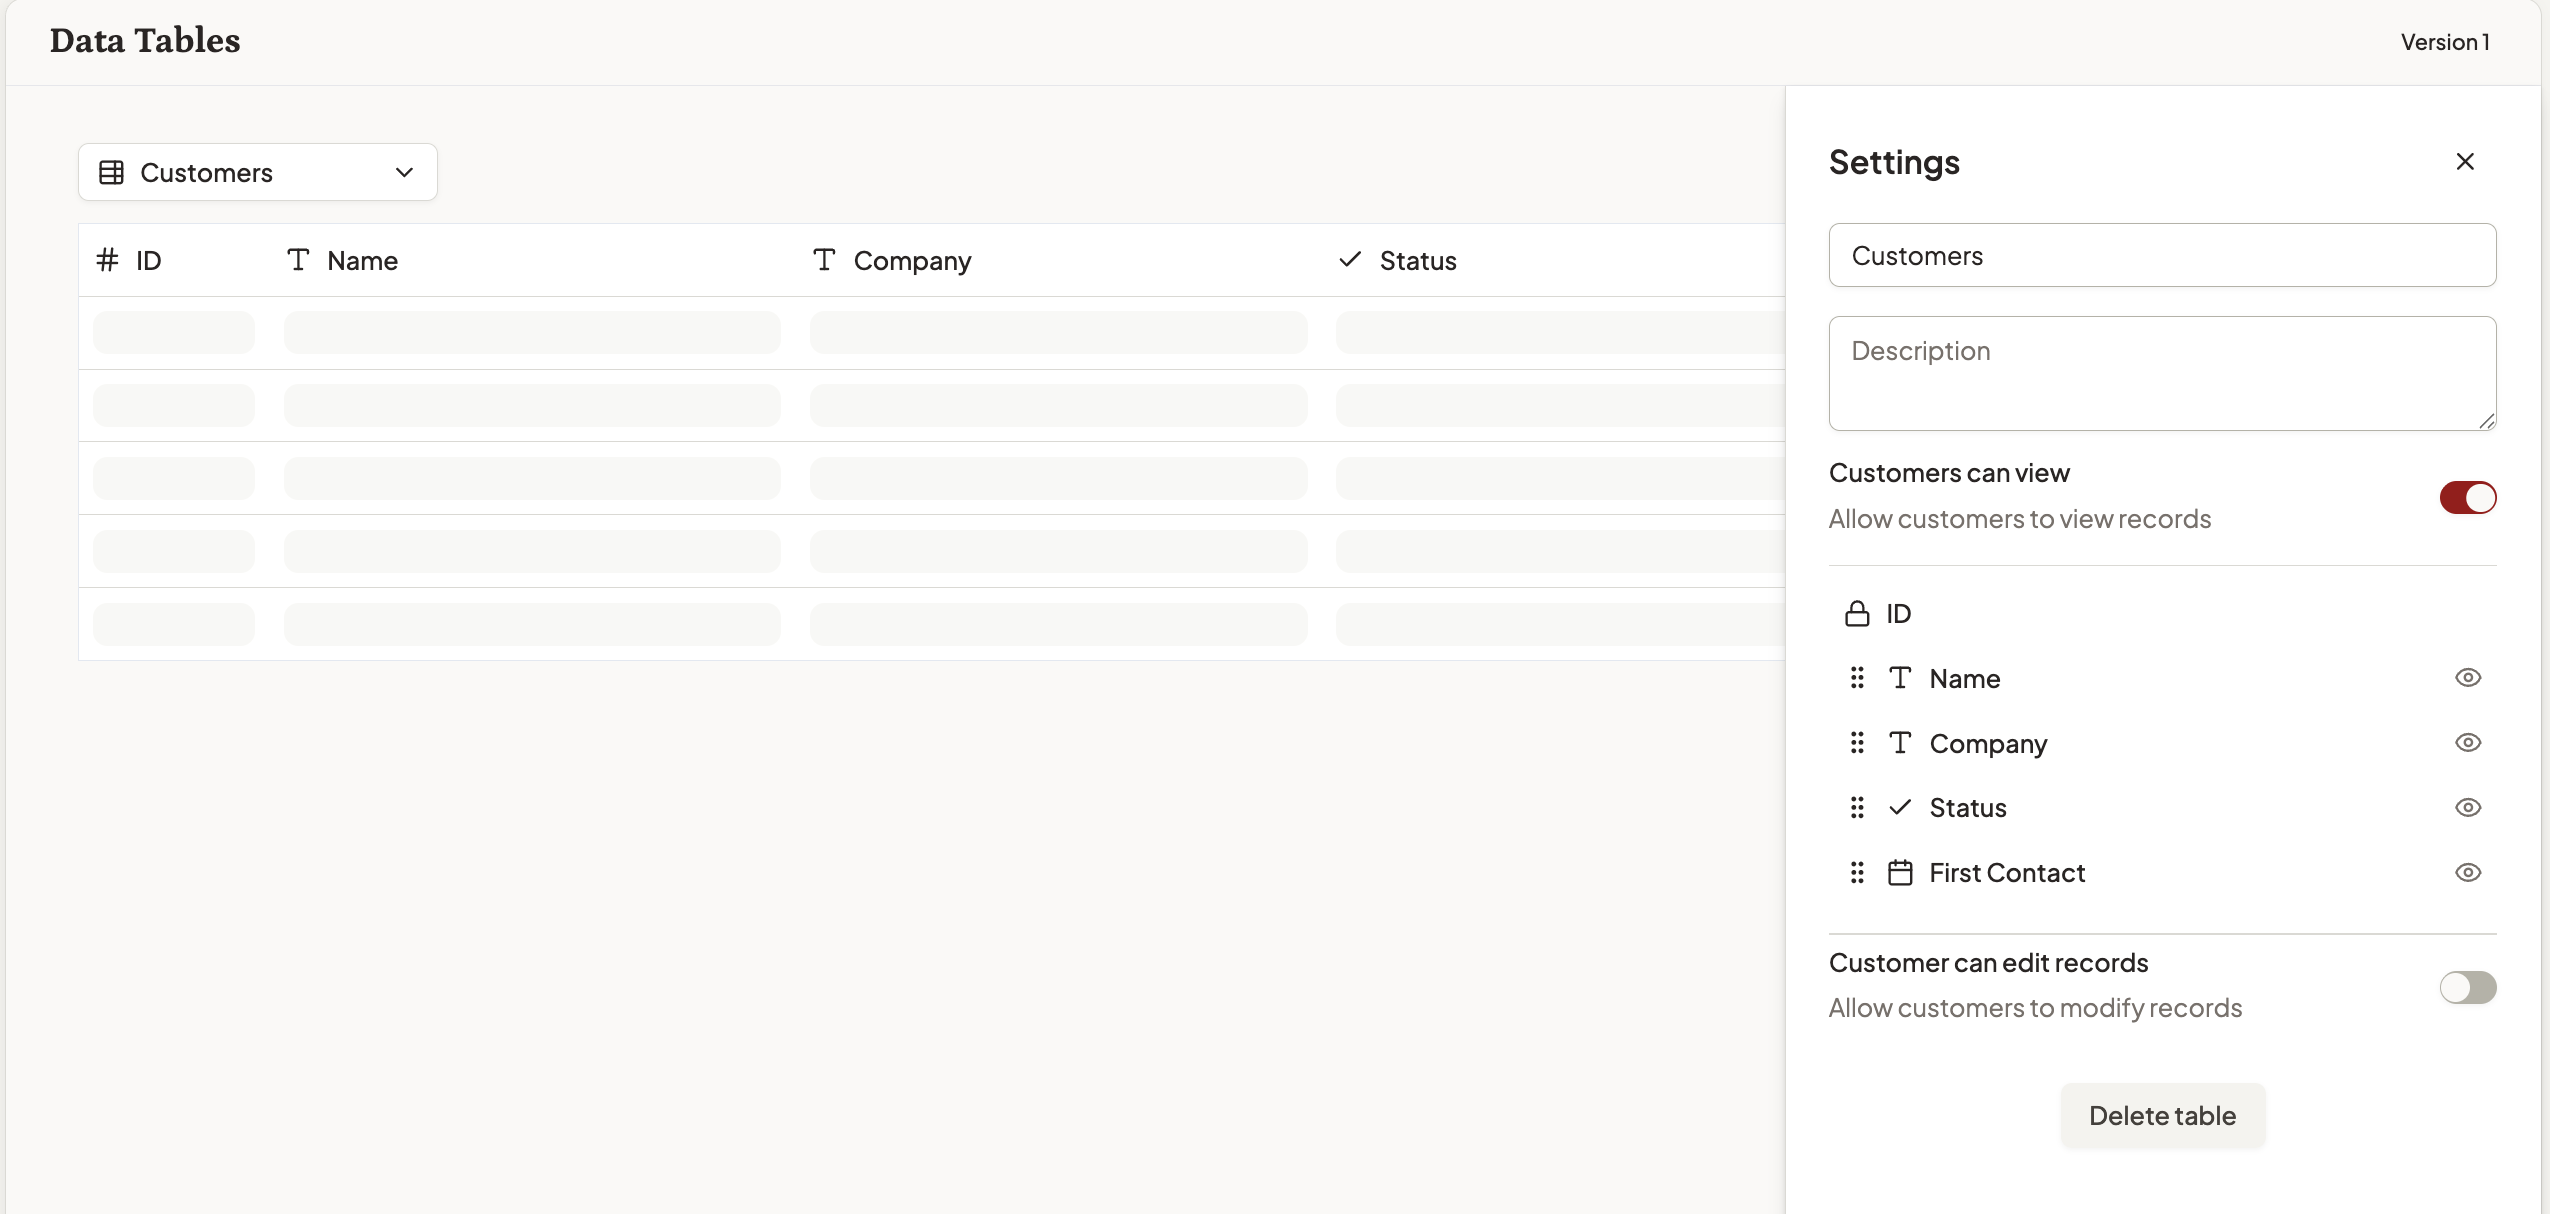 Data Tables
Version 1
Customers
ID
Name
Company
Status
Settings
Customers
Description
Customers can view
Allow customers to view records
ID
Name
Company
Status
First Contact
Customer can edit records
Allow customers to modify records
Delete table